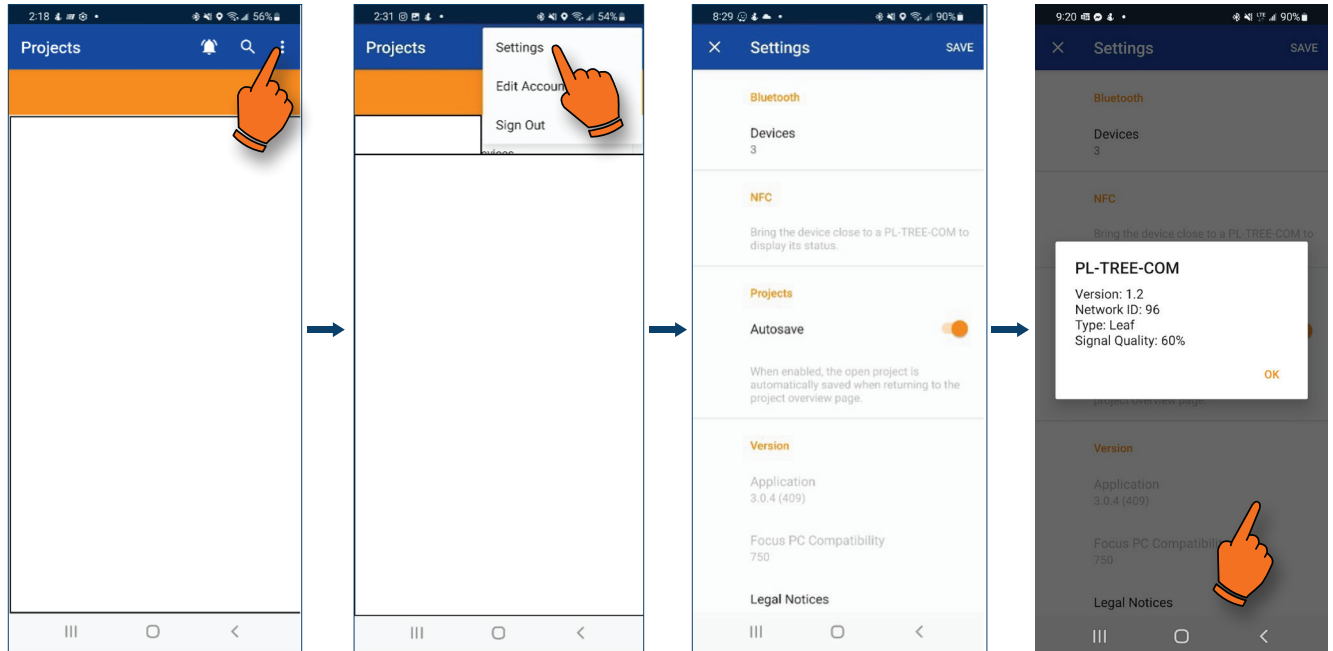 2:18 56%
Projects
2:31 54%
Projects
Settings
Edit Accoun
Sign Out
8:29 90%
Settings SAVE
Bluetooth
Devices
3
NFC
Bring the device close to a PL-TREE-COM to
display its status.
Projects
Autosave
When enabled, the open project is
automatically saved when returning to the
project overview page.
Version
Application
3.0.4 (409)
Focus PC Compatibility
750
Legal Notices
9:20 LTE 90%
Settings SAVE
Bluetooth
Devices
3
NFC
Bring the device close to a PL-TREE-COM to
PL-TREE-COM
Version: 1.2
Network ID: 96
Type: Leaf
Signal Quality: 60%
OK
project overview page.
Version
Application
3.0.4 (409)
Focus PC Compatibili
750
Legal Notices